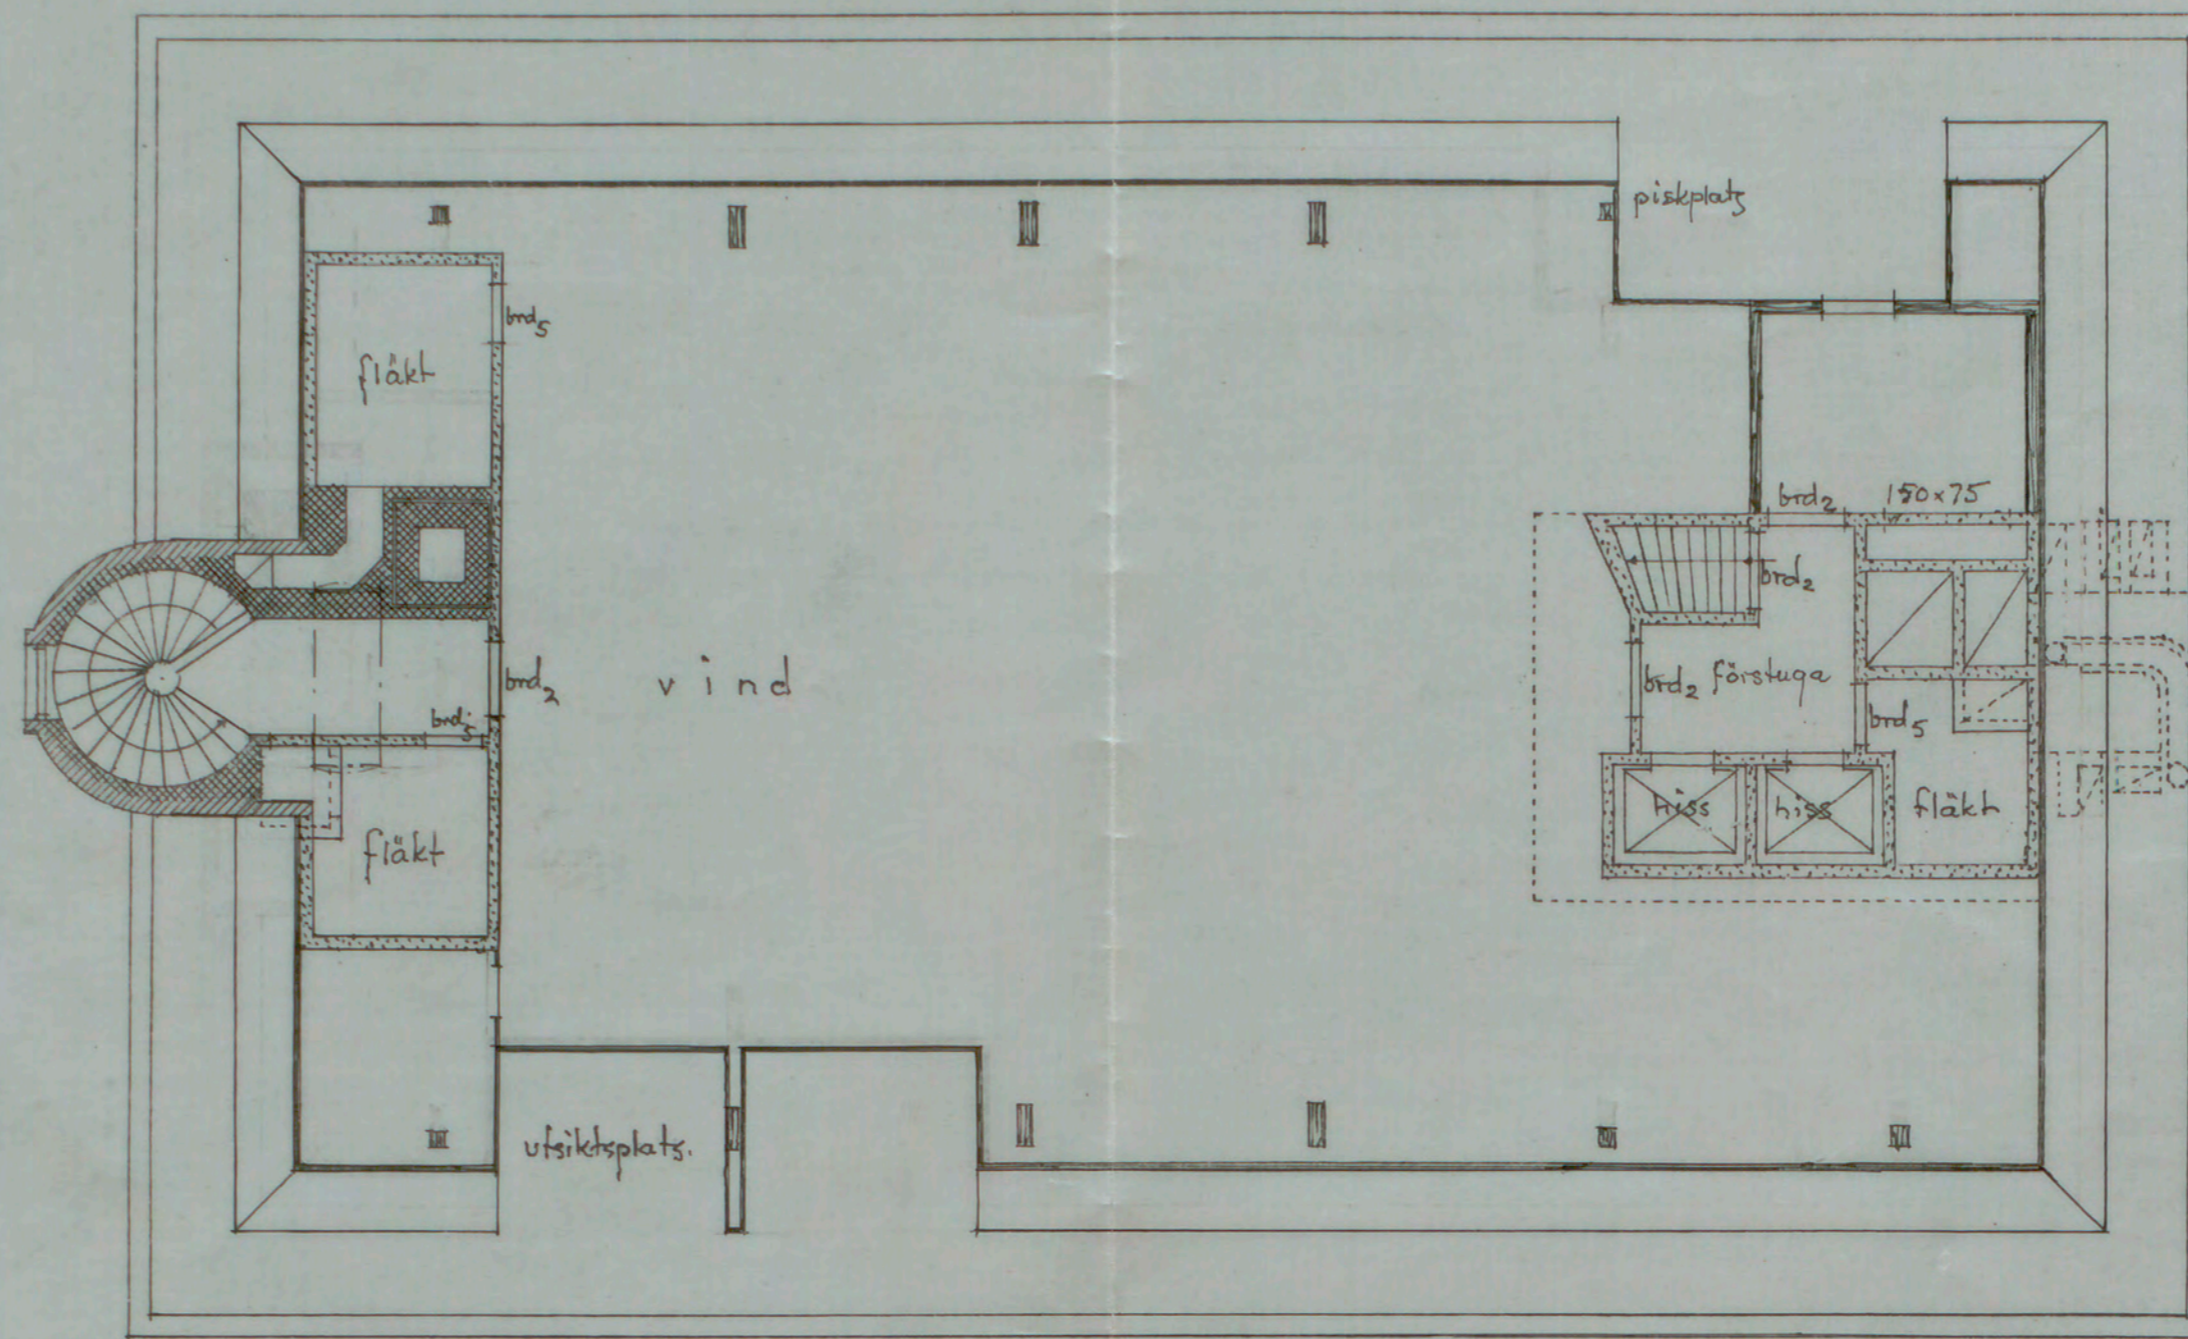 piskplats
brd5
fläkt
brd2 150×75
brd2
brd2
vind
brd2 förstuga
brd5
brd5
hiss hiss fläkt
fläkt
utsiktsplats.